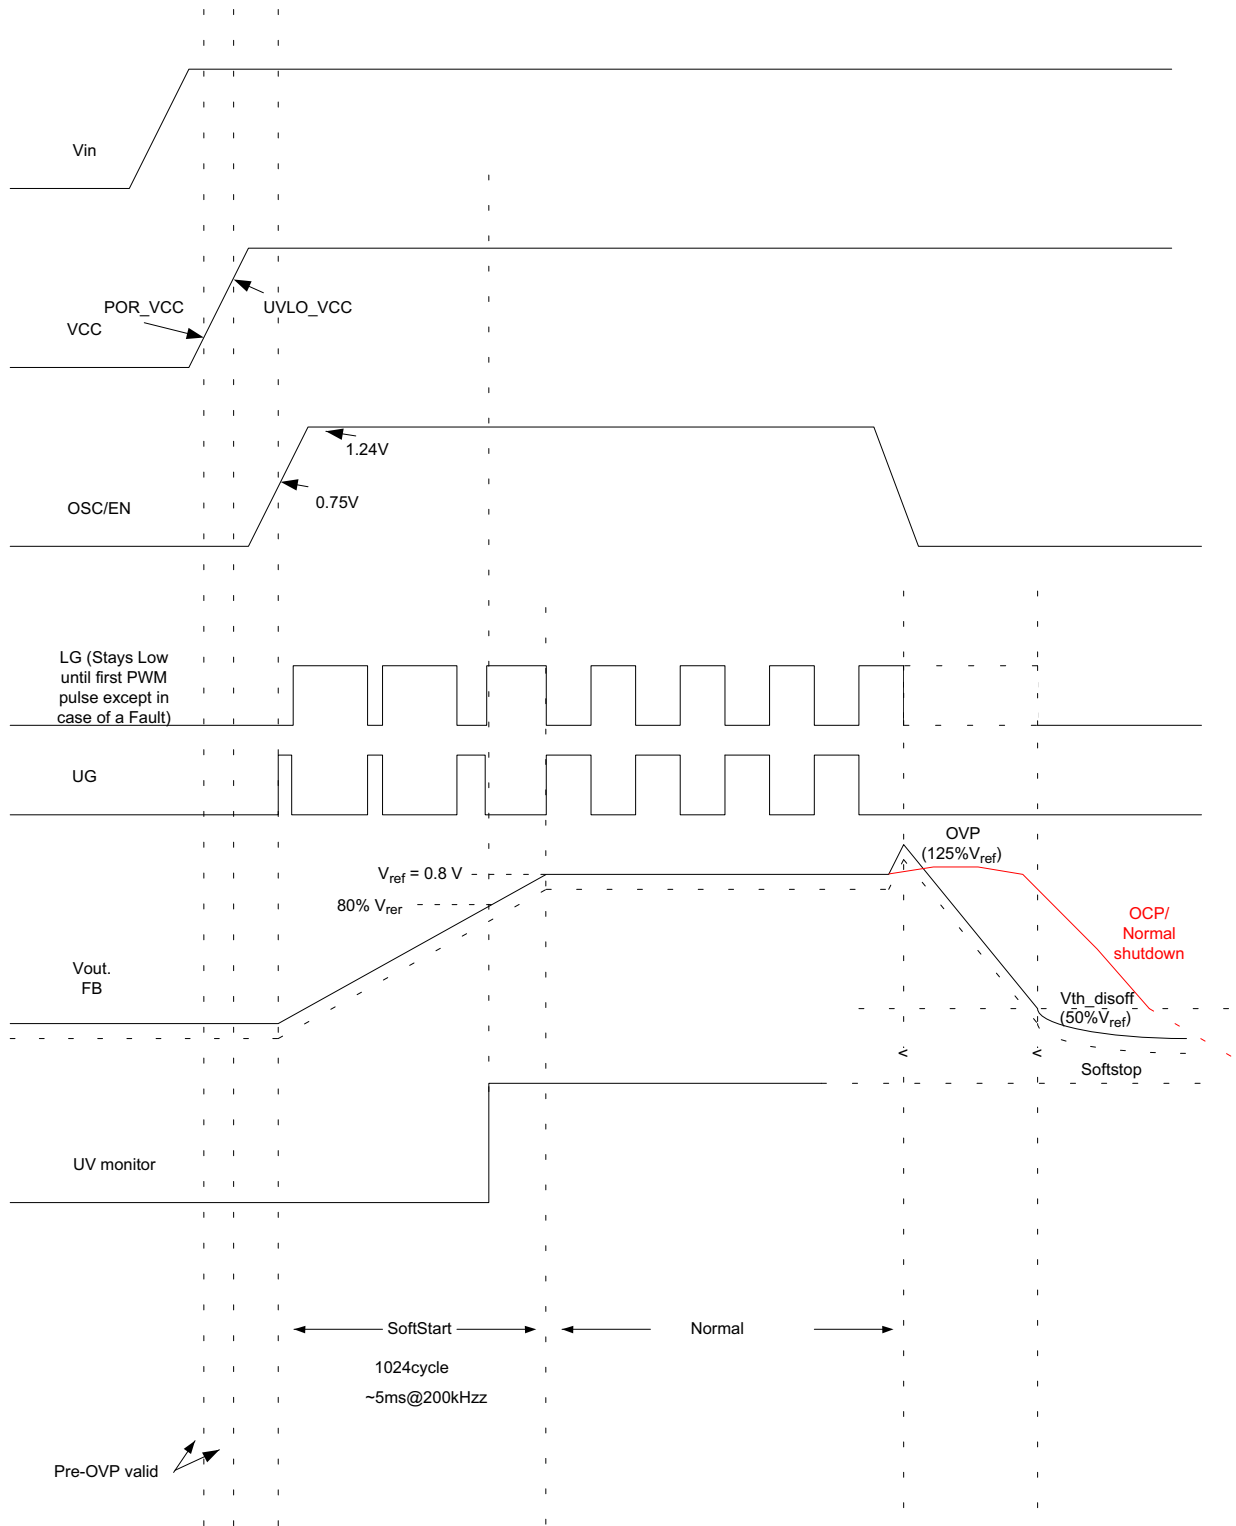 Vin
POR_VCC
UVLO_VCC
VCC
1.24V
0.75V
OSC/EN
LG (Stays Low
until first PWM
pulse except in
case of a Fault)
UG
OVP
(125%Vref)
Vref = 0.8 V
80% Vrer
OCP/
Normal
shutdown
Vout.
FB
Vth_disoff
(50%Vref)
Softstop
UV monitor
SoftStart
Normal
1024cycle
~5ms@200kHzz
Pre-OVP valid